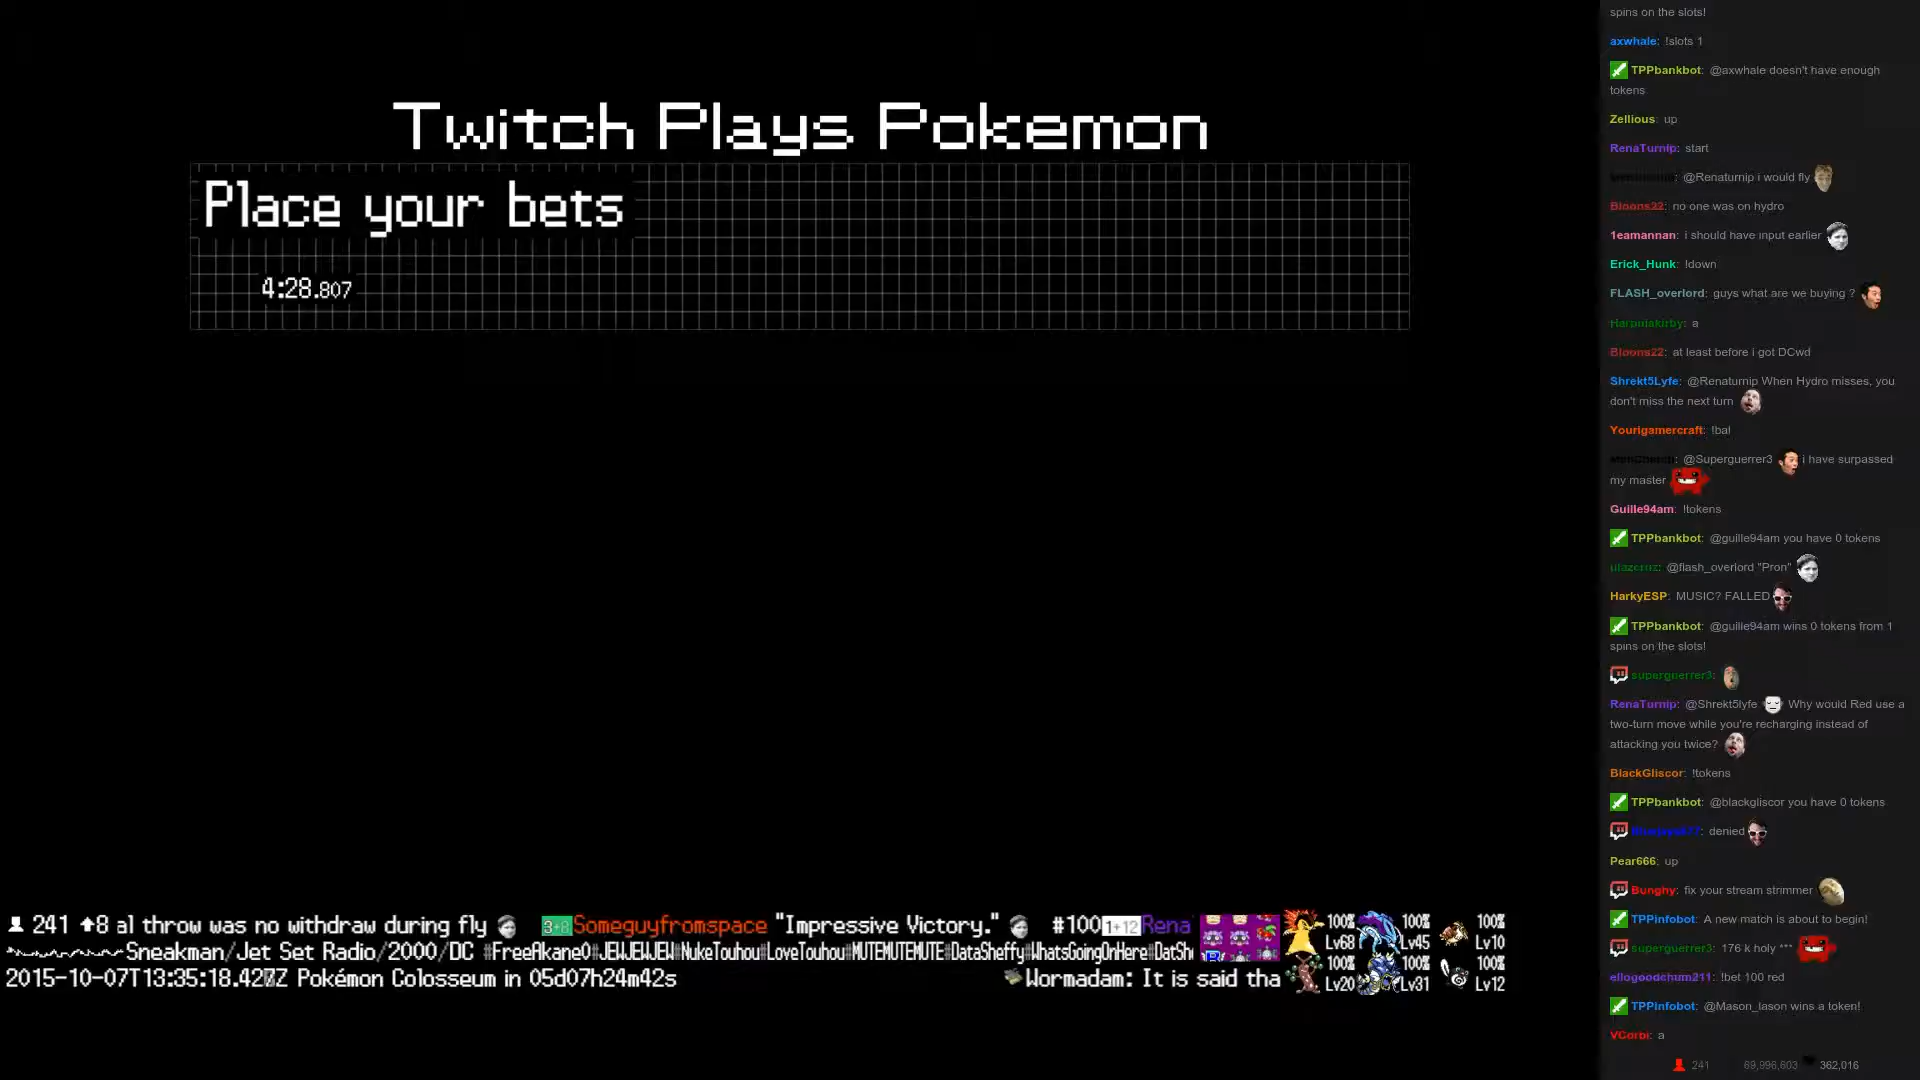 Twitch Plays Pokemon
Place your bets
4:28.807
241 8 al throw was no withdraw during fly 3+8 Someguyfromspace "Impressive Victory." #100 1+12 Rena
Sneakman/Jet Set Radio/2000/DC #FreeAkane0#JEWJEWJEW#NukeTouhou#LoveTouhou#MUTEMUTEMUTE#DataSheffy#WhatsGoingOnHere#DatSh
2015-10-07T13:35:18.42 Z Pokémon Colosseum in 05d07h24m42s
Wormadam: It is said tha
100% 100% 100%
Lv68 Lv45 Lv10
100% 100% 100%
Lv20 Lv31 Lv12
spins on the slots!
axwhale: !slots 1
TPPbankbot: @axwhale doesn't have enough
tokens
Zellious: up
RenaTurnip: start
: @Renaturnip i would fly
Bloons22: no one was on hydro
1eamannan: i should have input earlier
Erick_Hunk: !down
FLASH_overlord: guys what are we buying ?
Harpuiakirby: a
Bloons22: at least before i got DCwd
Shrekt5Lyfe: @Renaturnip When Hydro misses, you
don't miss the next turn
Yourigamercraft: !bal
: @Superguerrer3 i have surpassed
my master
Guille94am: !tokens
TPPbankbot: @guille94am you have 0 tokens
: @flash_overlord "Pron"
HarkyESP: MUSIC? FALLED
TPPbankbot: @guille94am wins 0 tokens from 1
spins on the slots!
superguerrer3:
RenaTurnip: @Shrekt5lyfe Why would Red use a
two-turn move while you're recharging instead of
attacking you twice?
BlackGliscor: !tokens
TPPbankbot: @blackgliscor you have 0 tokens
: denied
Pear666: up
Bunghy: fix your stream strimmer
TPPinfobot: A new match is about to begin!
superguerrer3: 176 k holy ***
ellogoodchum211: !bet 100 red
TPPinfobot: @Mason_Iason wins a token!
VCorbi: a
241 69,996,603 362,016